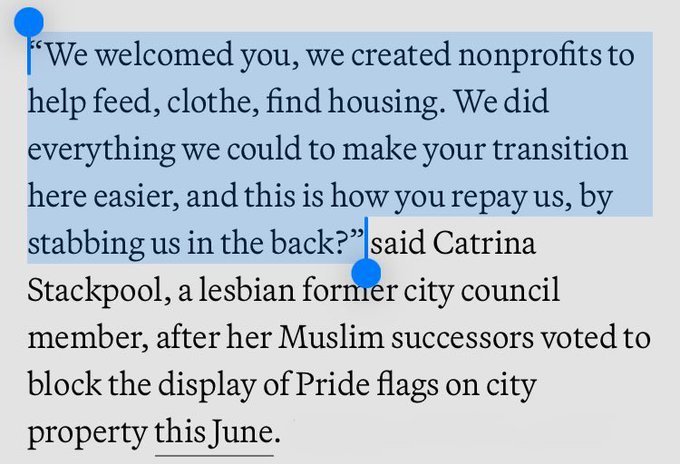 “We welcomed you, we created nonprofits to
help feed, clothe, find housing. We did
everything we could to make your transition
here easier, and this is how you repay us, by
stabbing us in the back?” said Catrina
Stackpool, a lesbian former city council
member, after her Muslim successors voted to
block the display of Pride flags on city
property this June.